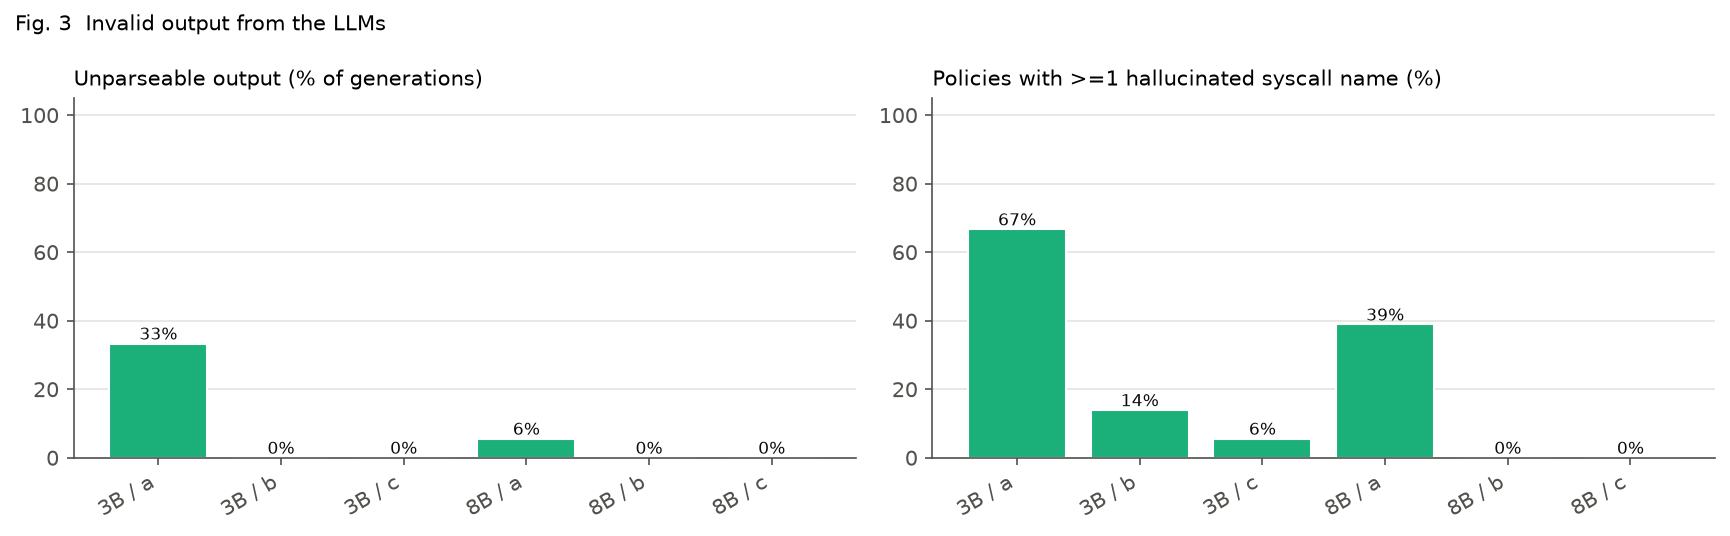 Fig. 3  Invalid output from the LLMs
Unparseable output (% of generations)
100
80
60
40
20
0
33%
0%
0%
6%
0%
0%
3B / a
3B / b
3B / c
8B / a
8B / b
8B / c
Policies with >=1 hallucinated syscall name (%)
100
80
60
40
20
0
67%
14%
6%
39%
0%
0%
3B / a
3B / b
3B / c
8B / a
8B / b
8B / c